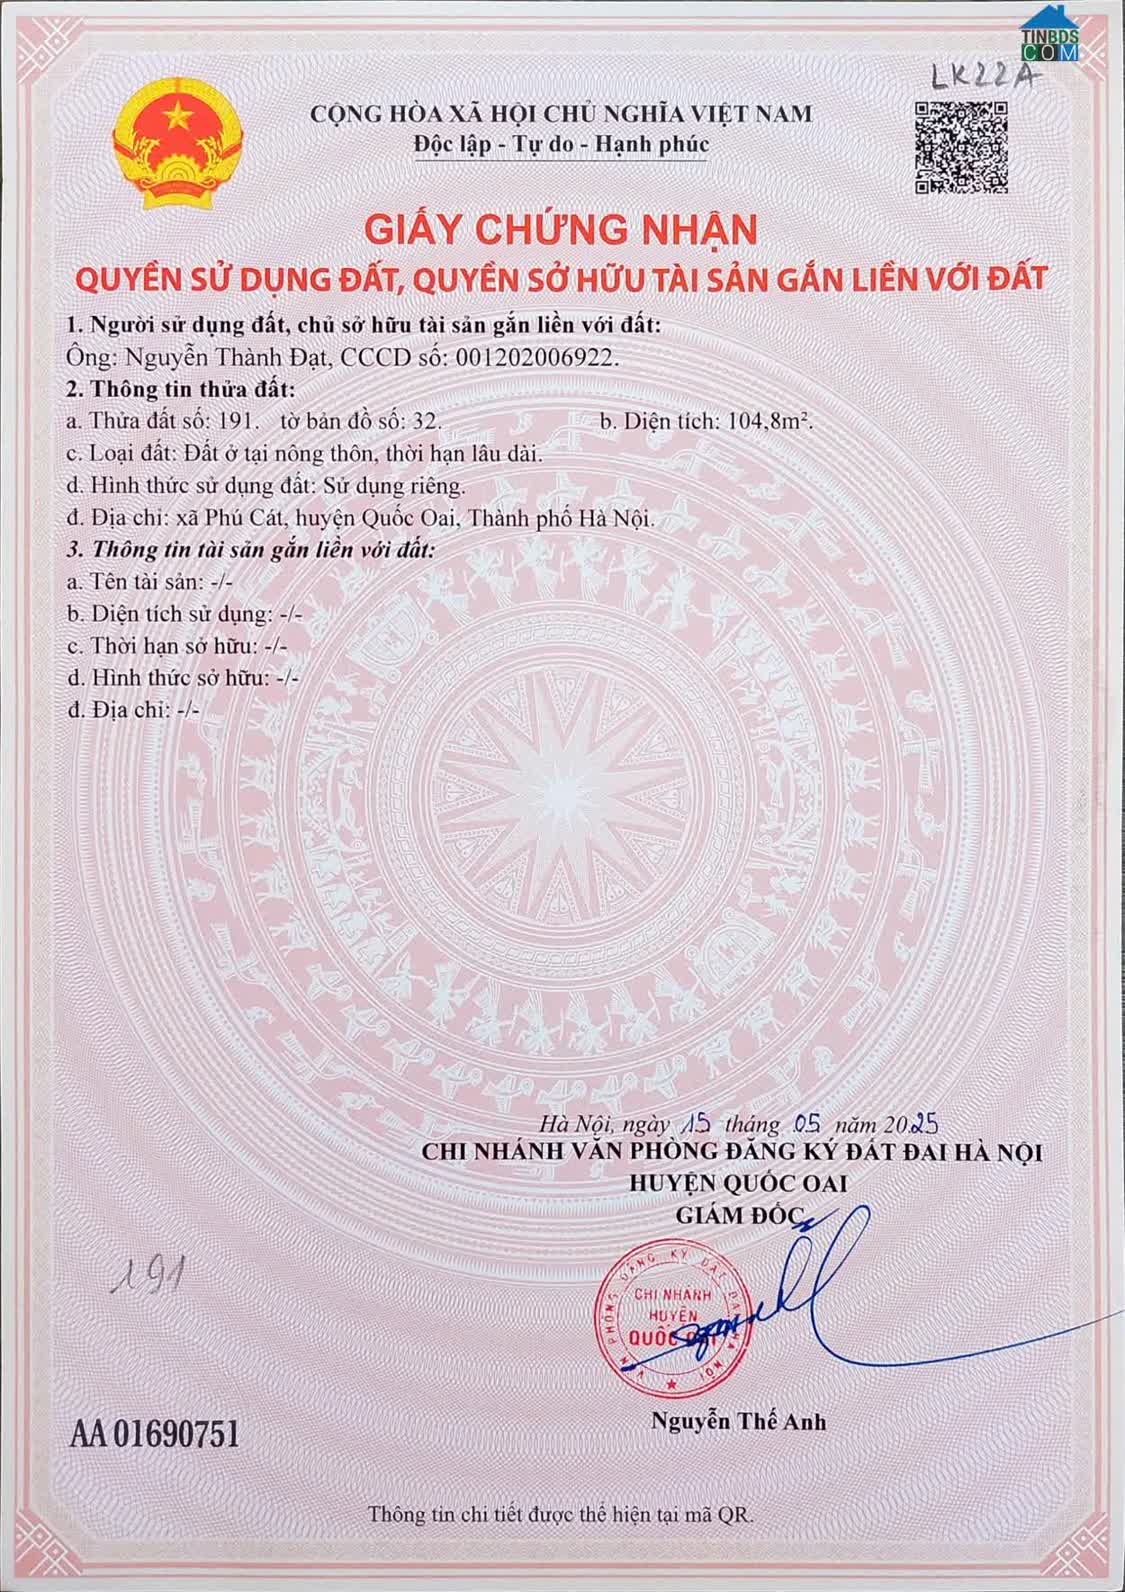 TINBDS
COM
LK22A
CỘNG HÒA XÃ HỘI CHỦ NGHĨA VIỆT NAM
Độc lập - Tự do - Hạnh phúc
GIẤY CHỨNG NHẬN
QUYỀN SỬ DỤNG ĐẤT, QUYỀN SỞ HỮU TÀI SẢN GẮN LIỀN VỚI ĐẤT
1. Người sử dụng đất, chủ sở hữu tài sản gắn liền với đất:
Ông: Nguyễn Thành Đạt, CCCD số: 001202006922.
2. Thông tin thửa đất:
a. Thửa đất số: 191. tờ bản đồ số: 32. b. Diện tích: 104,8m².
c. Loại đất: Đất ở tại nông thôn, thời hạn lâu dài.
d. Hình thức sử dụng đất: Sử dụng riêng.
đ. Địa chỉ: xã Phú Cát, huyện Quốc Oai, Thành phố Hà Nội.
3. Thông tin tài sản gắn liền với đất:
a. Tên tài sản: -/-
b. Diện tích sử dụng: -/-
c. Thời hạn sở hữu: -/-
d. Hình thức sở hữu: -/-
đ. Địa chỉ: -/-
Hà Nội, ngày 15 tháng 05 năm 2025
CHI NHÁNH VĂN PHÒNG ĐĂNG KÝ ĐẤT ĐAI HÀ NỘI
HUYỆN QUỐC OAI
GIÁM ĐỐC
191
VĂN PHÒNG ĐĂNG KÝ ĐẤT ĐAI HÀ NỘI
CHI NHÁNH
HUYỆN
QUỐC OAI
Nguyễn Thế Anh
AA 01690751
Thông tin chi tiết được thể hiện tại mã QR.